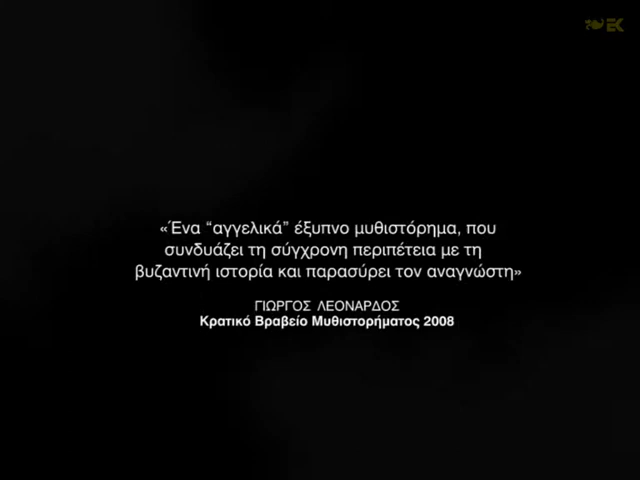 EK
«Ένα “αγγελικά” έξυπνο μυθιστόρημα, που
συνδυάζει τη σύγχρονη περιπέτεια με τη
βυζαντινή ιστορία και παρασύρει τον αναγνώστη»
ΓΙΩΡΓΟΣ ΛΕΟΝΑΡΔΟΣ
Κρατικό Βραβείο Μυθιστορήματος 2008